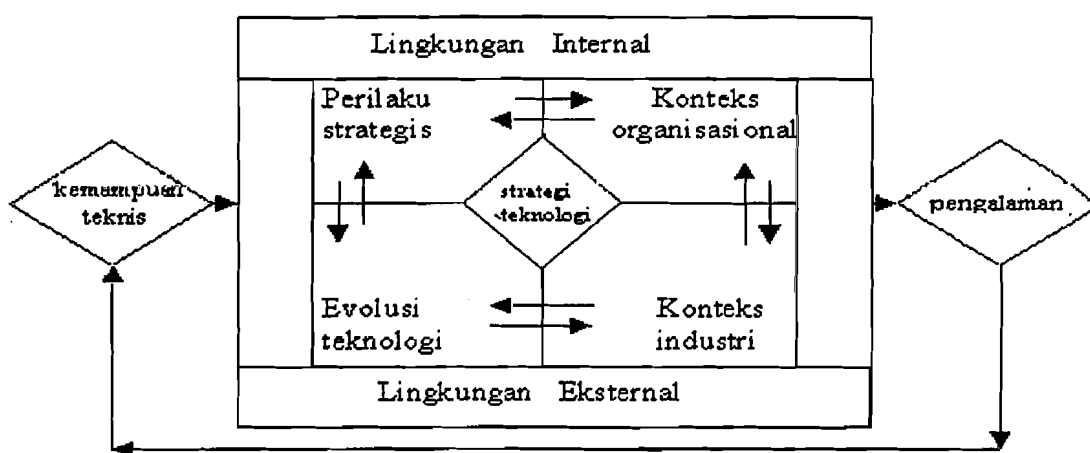 Lingkungan Internal
Perilaku
strategis
Konteks
organisasional
kemampuan
teknis
strategi
teknologi
pengalaman
Evolusi
teknologi
Konteks
industri
Lingkungan Eksternal